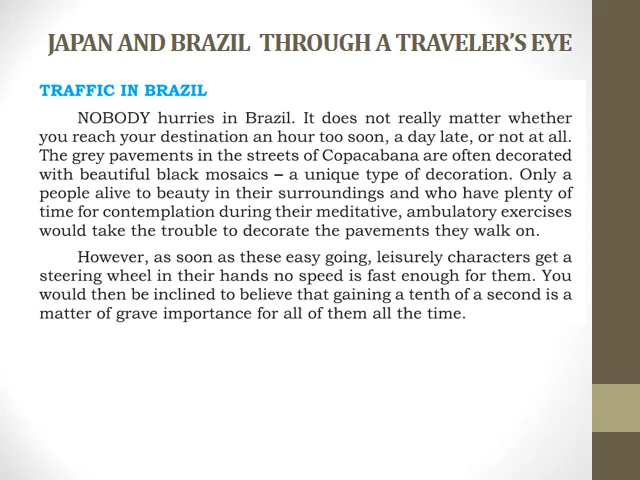 JAPAN AND BRAZIL THROUGH A TRAVELER'S EYE
TRAFFIC IN BRAZIL
NOBODY hurries in Brazil. It does not really matter whether
you reach your destination an hour too soon, a day late, or not at all.
The grey pavements in the streets of Copacabana are often decorated
with beautiful black mosaics – a unique type of decoration. Only a
people alive to beauty in their surroundings and who have plenty of
time for contemplation during their meditative, ambulatory exercises
would take the trouble to decorate the pavements they walk on.
However, as soon as these easy going, leisurely characters get a
steering wheel in their hands no speed is fast enough for them. You
would then be inclined to believe that gaining a tenth of a second is a
matter of grave importance for all of them all the time.